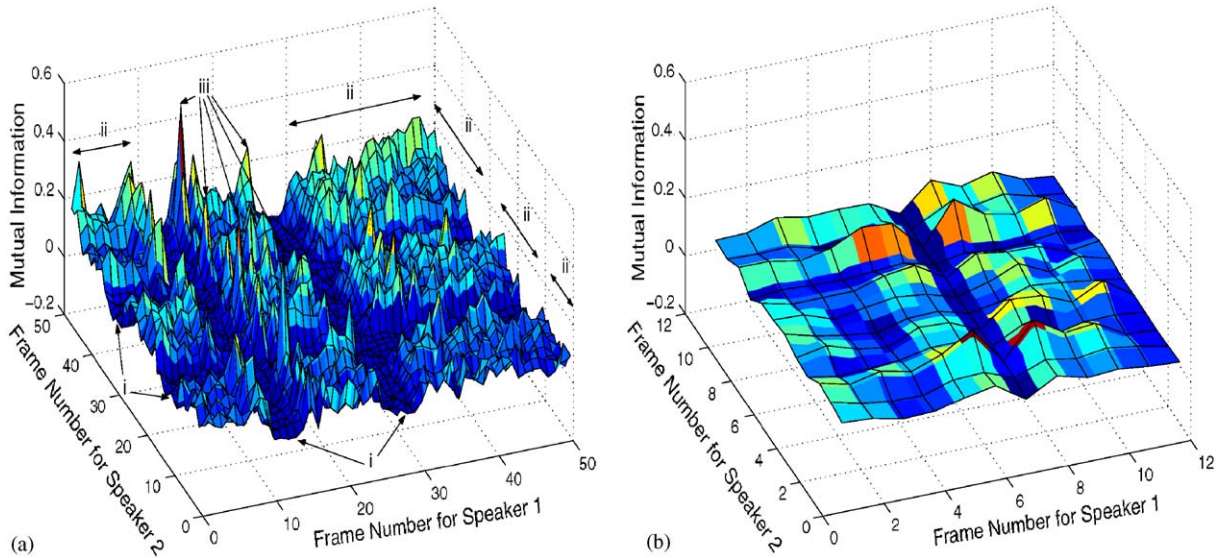 0.6
0.4
0.2
0
−0.2
Mutual Information
50
40
30
20
10
0
Frame Number for Speaker 2
0
10
20
30
40
50
Frame Number for Speaker 1
ii
iii
ii
ii
ii
ii
i
i
i
(a)
0.6
0.4
0.2
0
−0.2
Mutual Information
12
10
8
6
4
2
0
Frame Number for Speaker 2
0
2
4
6
8
10
12
Frame Number for Speaker 1
(b)